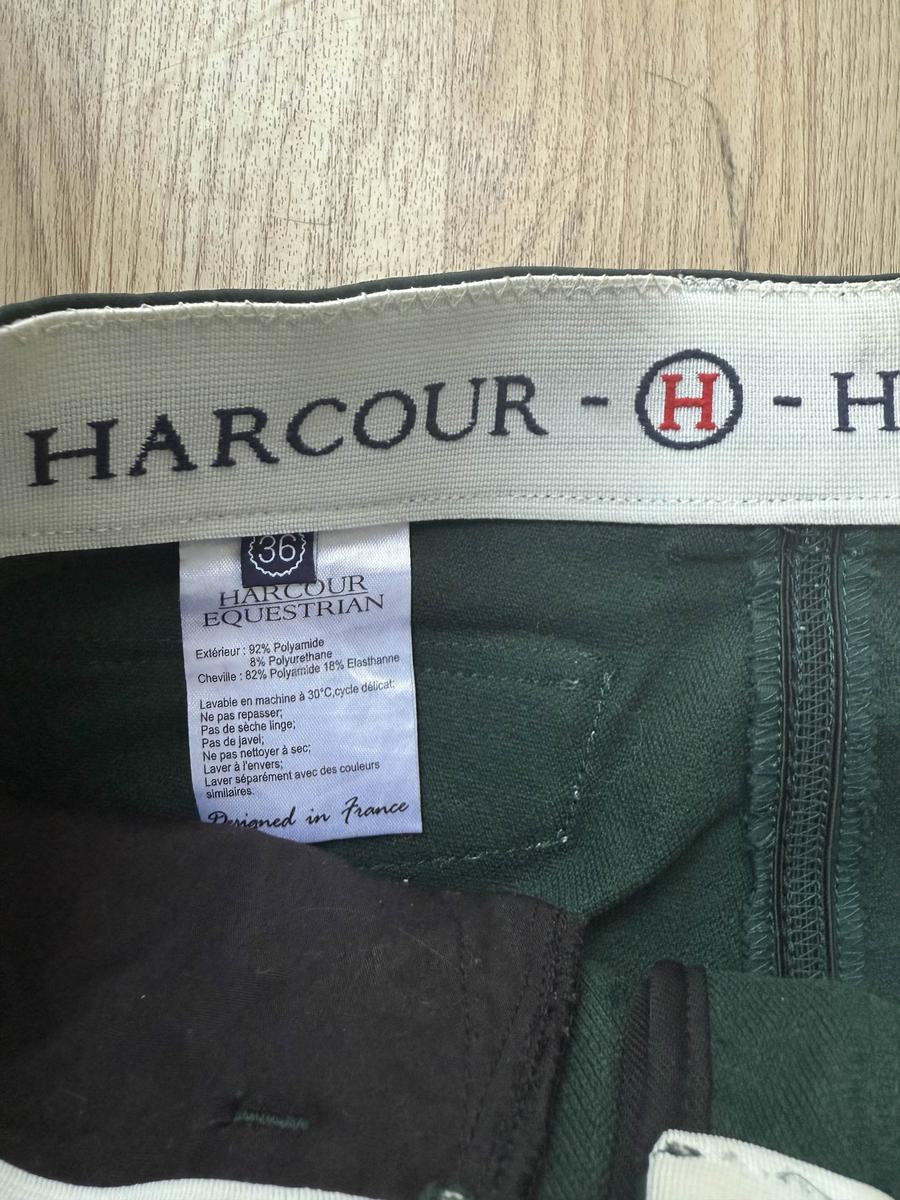 HARCOUR - H - H
36
HARCOUR
EQUESTRIAN
Extérieur : 92% Polyamide
8% Polyurethane
Cheville : 82% Polyamide 18% Elasthanne
Lavable en machine à 30°C,cycle délicat;
Ne pas repasser;
Pas de sèche linge;
Pas de javel;
Ne pas nettoyer à sec;
Laver à l'envers;
Laver séparément avec des couleurs
similaires.
Designed in France